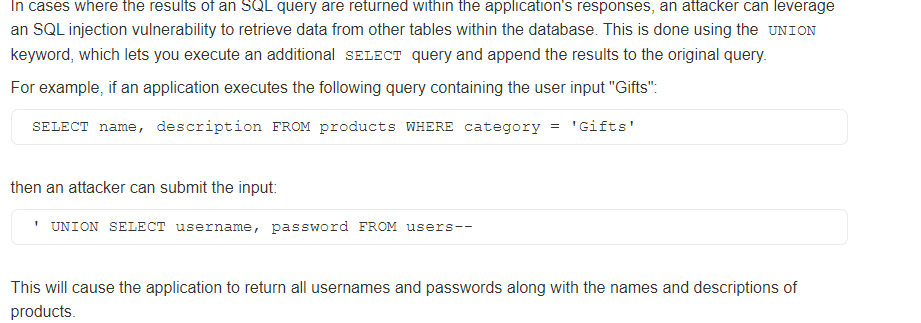 In cases where the results of an SQL query are returned within the application's responses, an attacker can leverage
an SQL injection vulnerability to retrieve data from other tables within the database. This is done using the UNION
keyword, which lets you execute an additional SELECT query and append the results to the original query.
For example, if an application executes the following query containing the user input "Gifts":
SELECT name, description FROM products WHERE category = 'Gifts'
then an attacker can submit the input:
' UNION SELECT username, password FROM users--
This will cause the application to return all usernames and passwords along with the names and descriptions of
products.